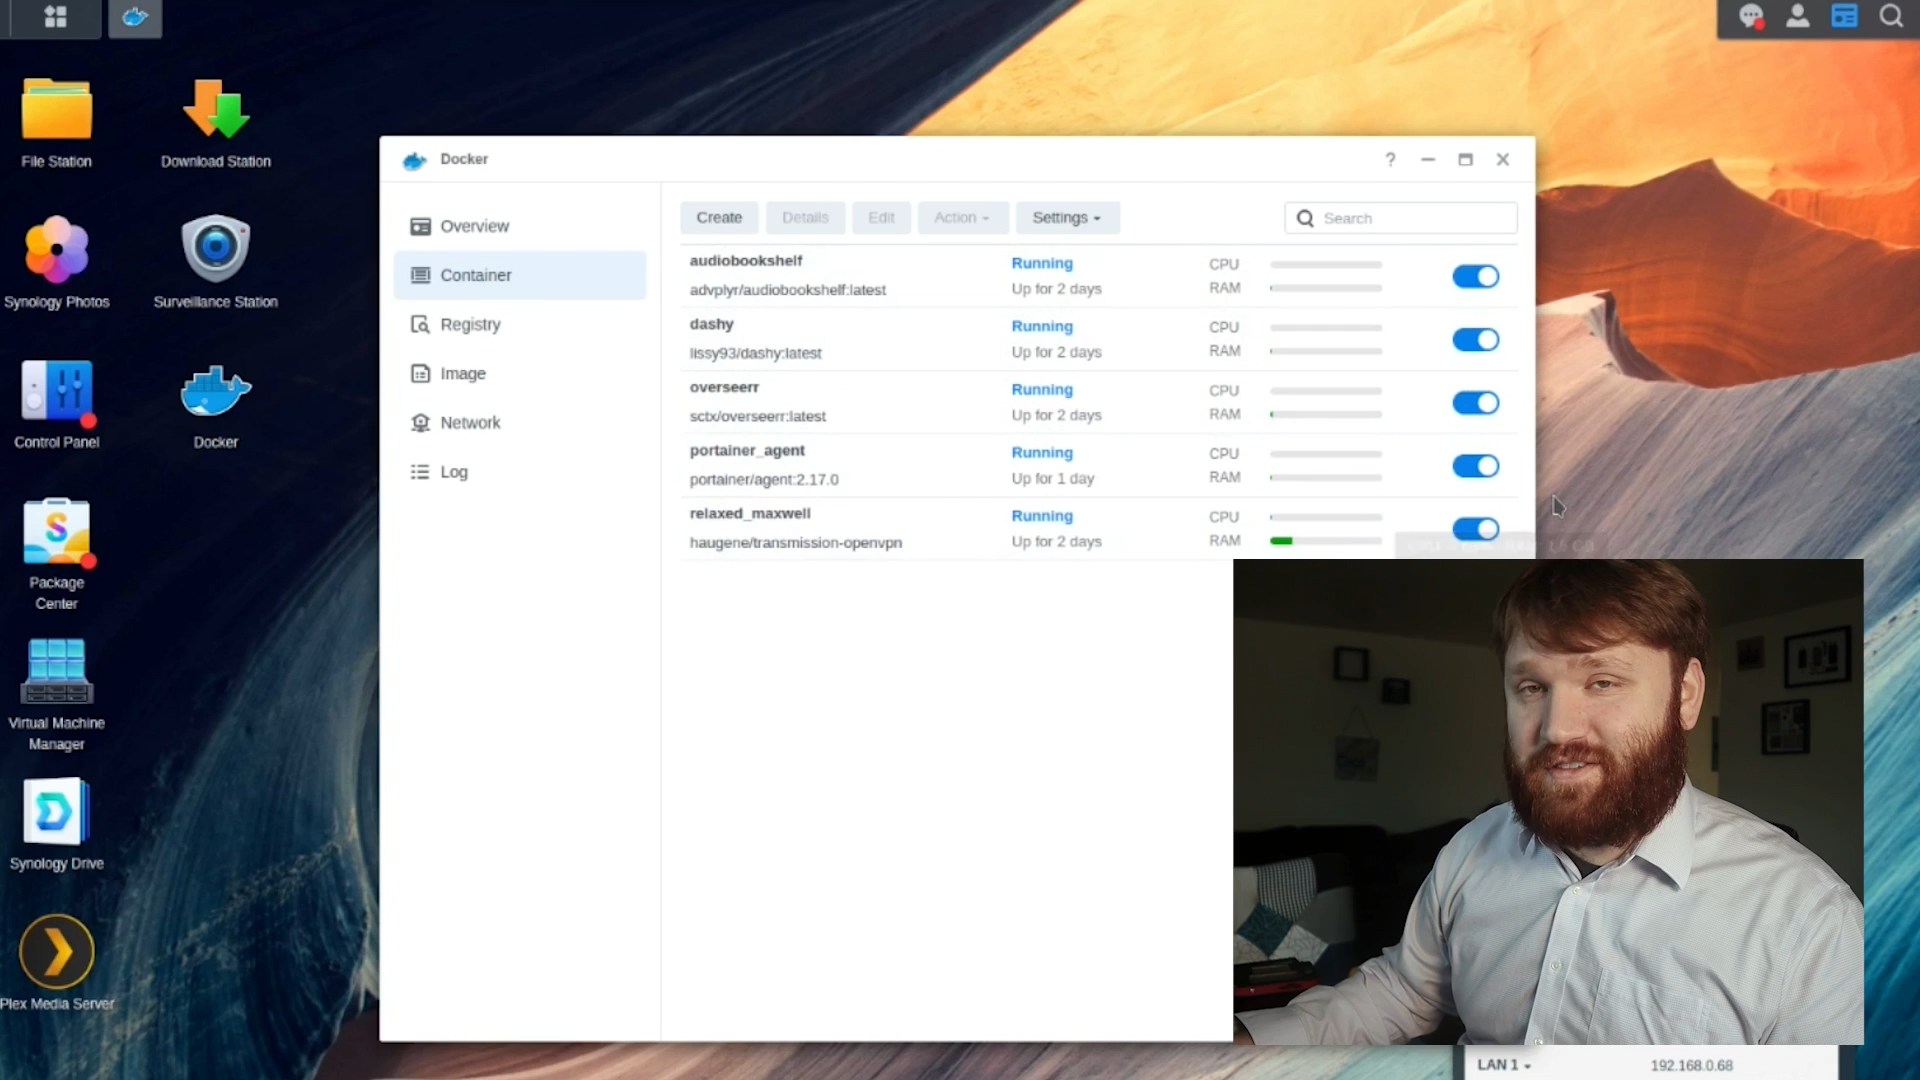 File Station
Download Station
Synology Photos
Surveillance Station
Control Panel
Docker
Package
Center
Virtual Machine
Manager
Synology Drive
Plex Media Server
Docker
?
Overview
Container
Registry
Image
Network
Log
Create
Details
Edit
Action
Settings
Search
audiobookshelf
advplyr/audiobookshelf:latest
Running
Up for 2 days
CPU
RAM
dashy
lissy93/dashy:latest
Running
Up for 2 days
CPU
RAM
overseerr
sctx/overseerr:latest
Running
Up for 2 days
CPU
RAM
portainer_agent
portainer/agent:2.17.0
Running
Up for 1 day
CPU
RAM
relaxed_maxwell
haugene/transmission-openvpn
Running
Up for 2 days
CPU
RAM
LAN 1
192.168.0.68